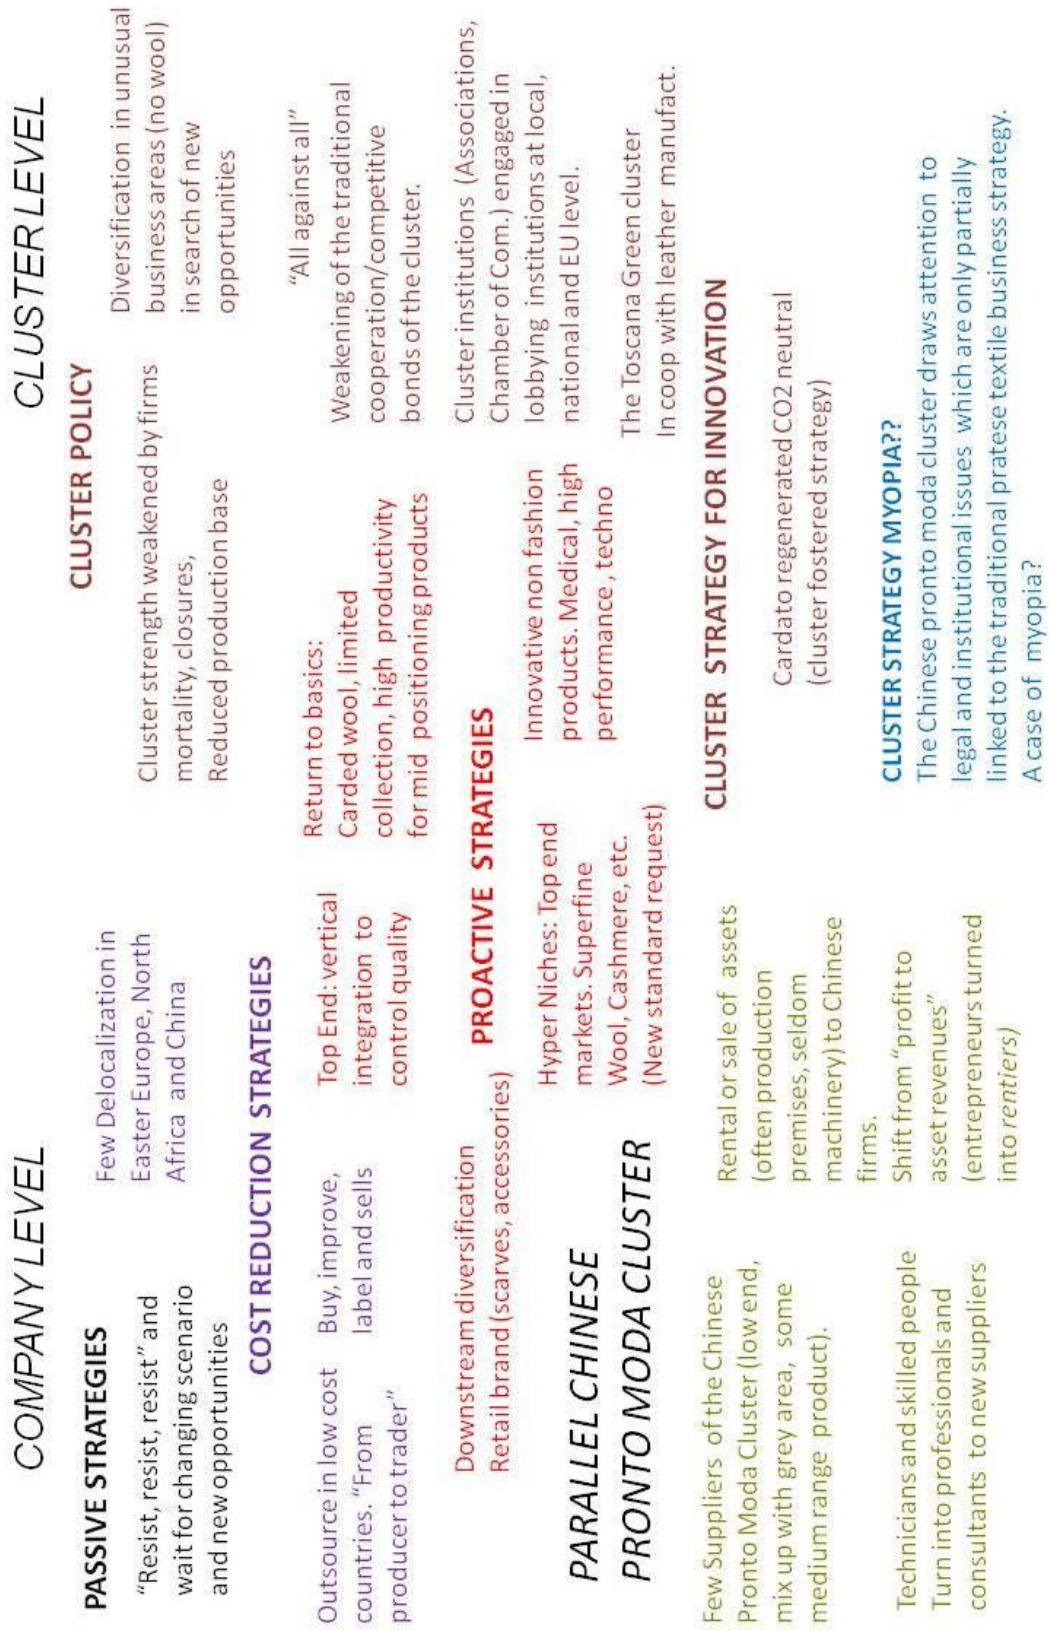 COMPANY LEVEL
CLUSTER LEVEL
PASSIVE STRATEGIES
“Resist, resist, resist” and
wait for changing scenario
and new opportunities
Few Delocalization in
Easter Europe, North
Africa and China
COST REDUCTION STRATEGIES
Outsource in low cost
countries. “From
producer to trader”
Buy, improve,
label and sells
Top End: vertical
integration to
control quality
Return to basics:
Carded wool, limited
collection, high productivity
for mid positioning products
Downstream diversification
Retail brand (scarves, accessories)
PROACTIVE STRATEGIES
Hyper Niches: Top end
markets. Superfine
Wool, Cashmere, etc.
(New standard request)
Innovative non fashion
products. Medical, high
performance, techno
CLUSTER POLICY
Cluster strength weakened by firms
mortality, closures,
Reduced production base
Diversification in unusual
business areas (no wool)
in search of new
opportunities
“All against all”
Weakening of the traditional
cooperation/competitive
bonds of the cluster.
Cluster institutions (Associations,
Chamber of Com.) engaged in
lobbying institutions at local,
national and EU level.
The Toscana Green cluster
In coop with leather manufact.
PARALLEL CHINESE
PRONTO MODA CLUSTER
Few Suppliers of the Chinese
Pronto Moda Cluster (low end,
mix up with grey area, some
medium range product).
Technicians and skilled people
Turn into professionals and
consultants to new suppliers
Rental or sale of assets
(often production
premises, seldom
machinery) to Chinese
firms.
Shift from “profit to
asset revenues”
(entrepreneurs turned
into rentiers)
CLUSTER STRATEGY FOR INNOVATION
Cardato regenerated CO2 neutral
(cluster fostered strategy)
CLUSTER STRATEGY MYOPIA??
The Chinese pronto moda cluster draws attention to
legal and institutional issues which are only partially
linked to the traditional pratese textile business strategy.
A case of myopia?